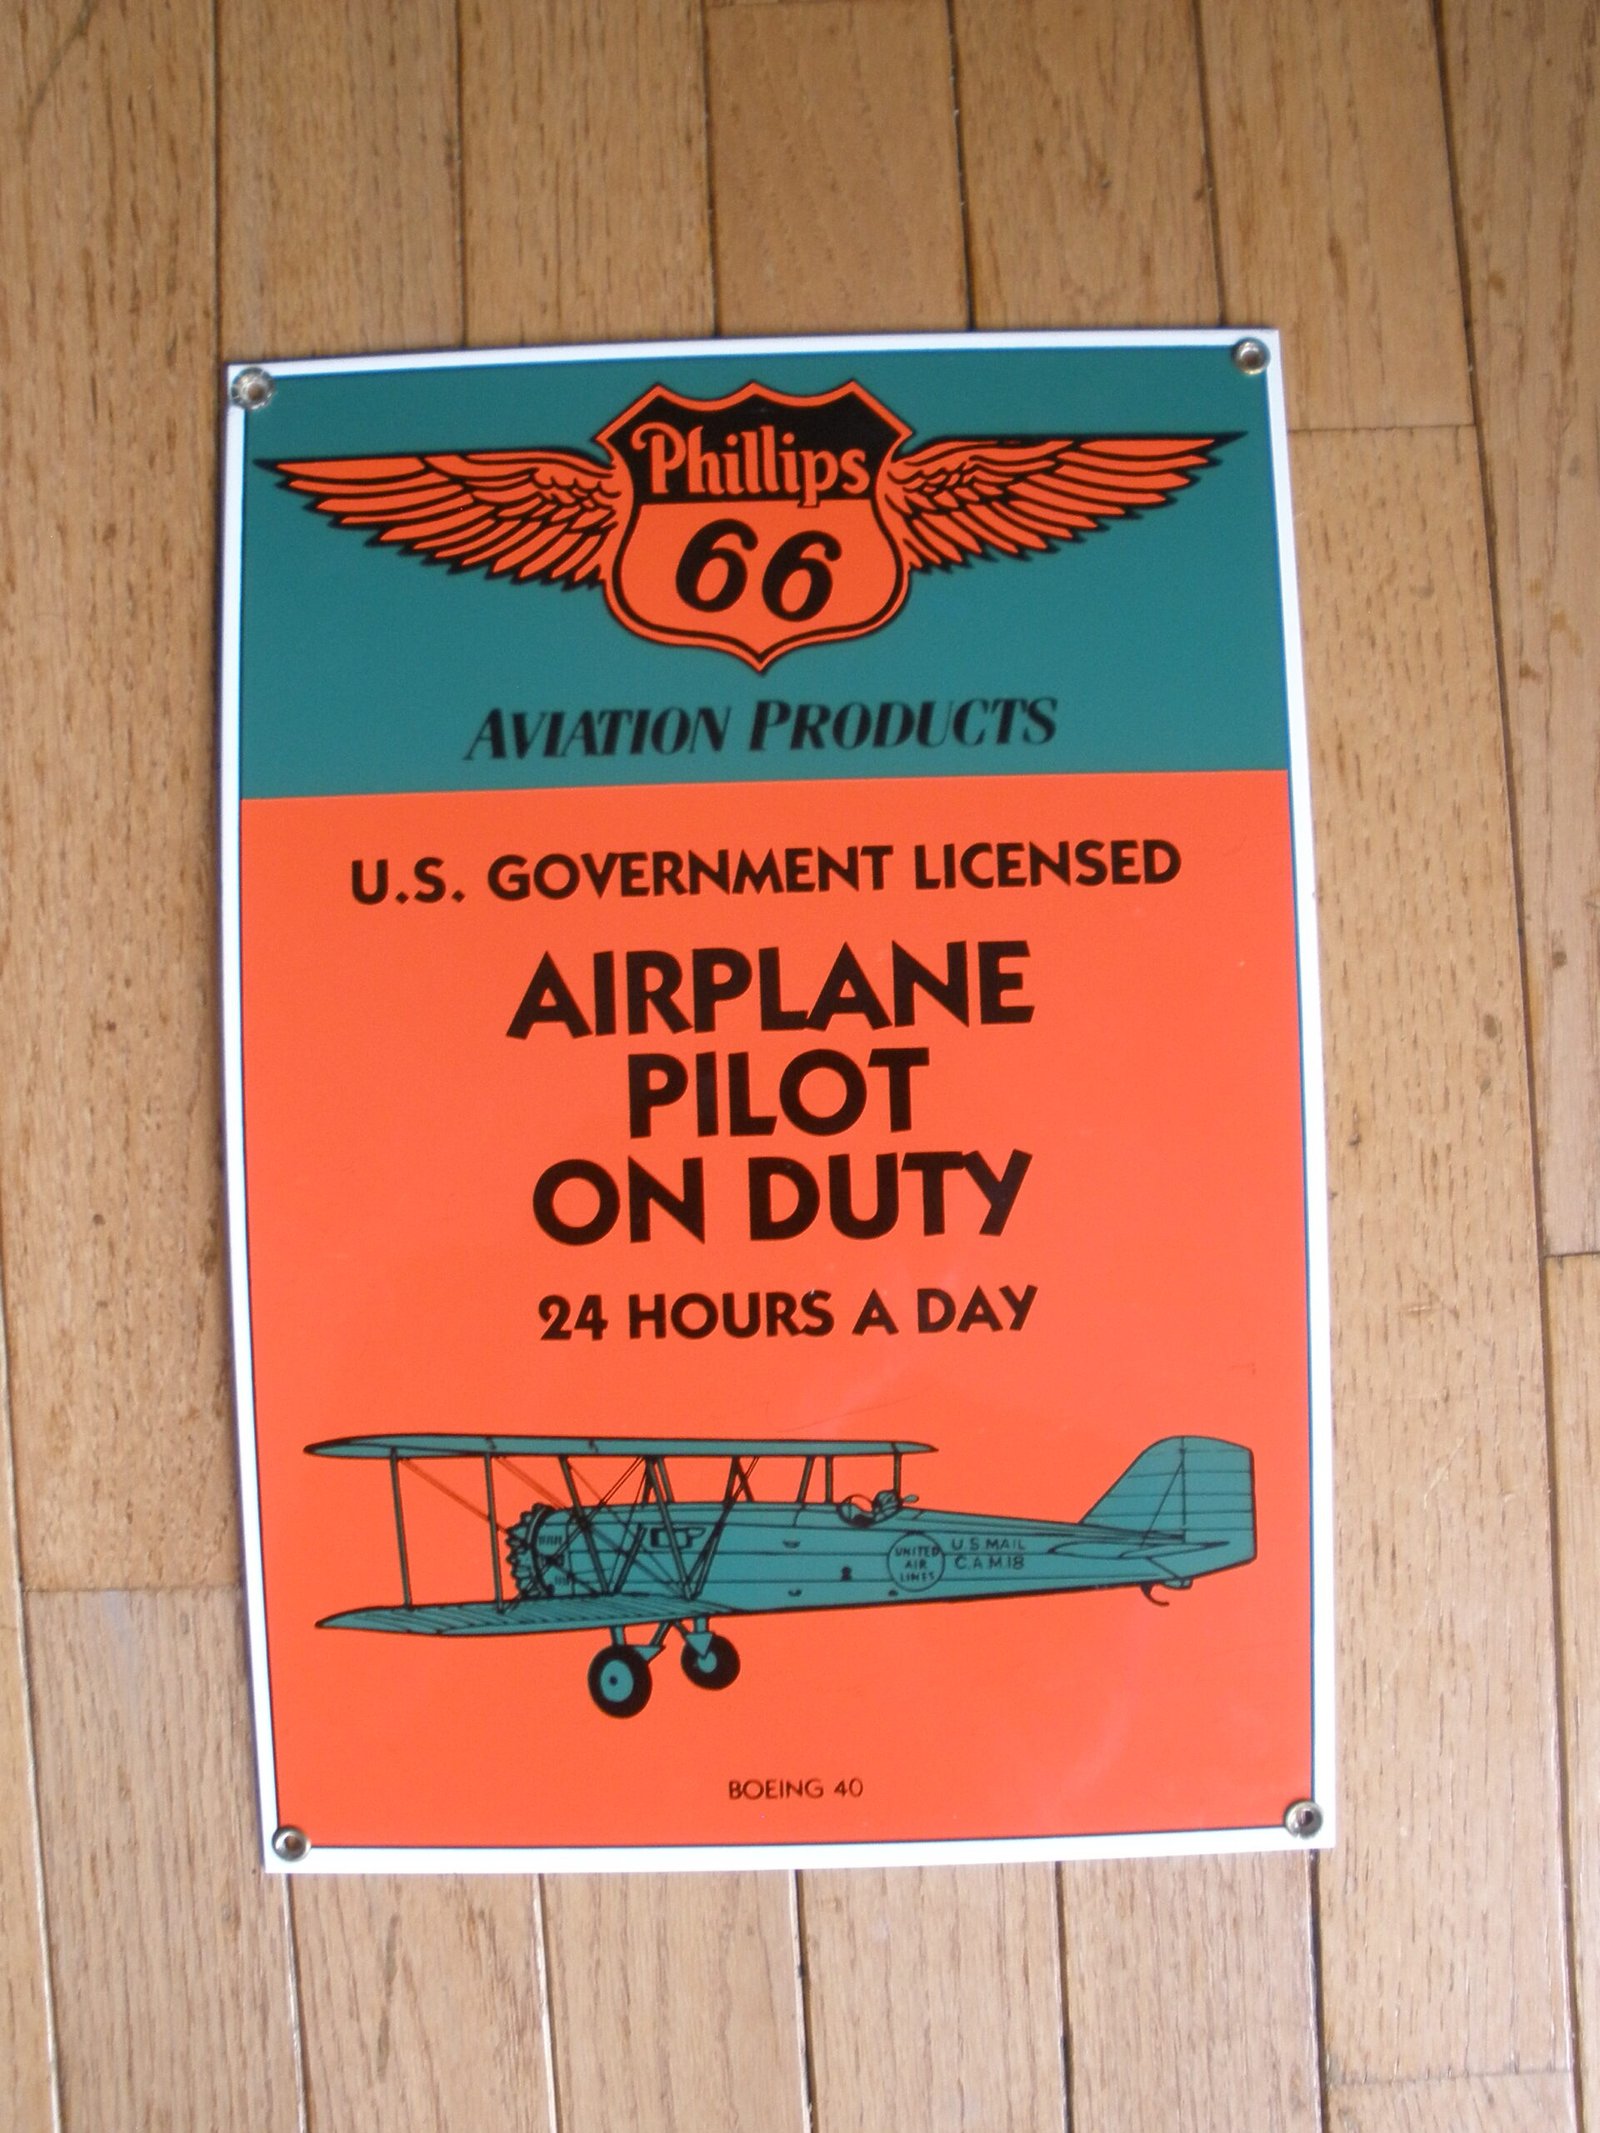 Phillips
66
AVIATION PRODUCTS
U.S. GOVERNMENT LICENSED
AIRPLANE
PILOT
ON DUTY
24 HOURS A DAY
UNITED
AIR
LINES
U.S.MAIL
C.A.M.18
BOEING 40